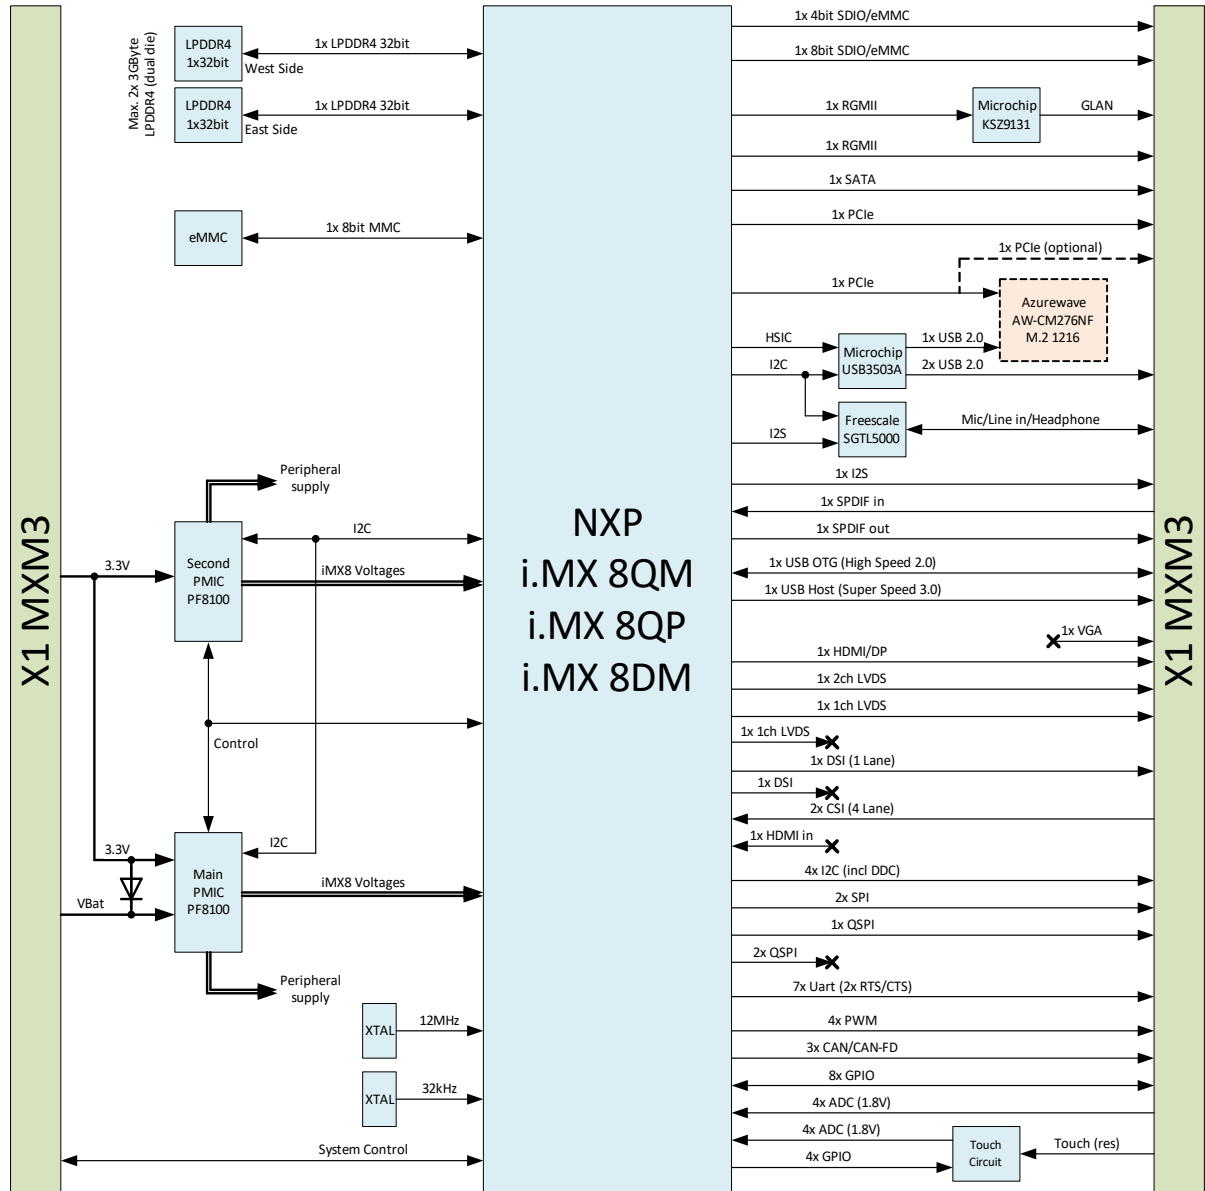 X1 MXM3
Max. 2x 3GByte
LPDDR4 (dual die)
LPDDR4
1x32bit
1x LPDDR4 32bit
West Side
LPDDR4
1x32bit
1x LPDDR4 32bit
East Side
eMMC
1x 8bit MMC
Peripheral
supply
I2C
3.3V
Second
PMIC
PF8100
iMX8 Voltages
Control
I2C
3.3V
Main
PMIC
PF8100
iMX8 Voltages
VBat
Peripheral
supply
XTAL
12MHz
XTAL
32kHz
System Control
NXP
i.MX 8QM
i.MX 8QP
i.MX 8DM
1x 4bit SDIO/eMMC
1x 8bit SDIO/eMMC
1x RGMII
Microchip
KSZ9131
GLAN
1x RGMII
1x SATA
1x PCIe
1x PCIe (optional)
1x PCIe
Azurewave
AW-CM276NF
M.2 1216
HSIC
Microchip
USB3503A
1x USB 2.0
I2C
2x USB 2.0
Freescale
SGTL5000
Mic/Line in/Headphone
I2S
1x I2S
1x SPDIF in
1x SPDIF out
1x USB OTG (High Speed 2.0)
1x USB Host (Super Speed 3.0)
1x VGA
1x HDMI/DP
1x 2ch LVDS
1x 1ch LVDS
1x 1ch LVDS
1x DSI (1 Lane)
1x DSI
2x CSI (4 Lane)
1x HDMI in
4x I2C (incl DDC)
2x SPI
1x QSPI
2x QSPI
7x Uart (2x RTS/CTS)
4x PWM
3x CAN/CAN-FD
8x GPIO
4x ADC (1.8V)
4x ADC (1.8V)
4x GPIO
Touch
Circuit
Touch (res)
X1 MXM3